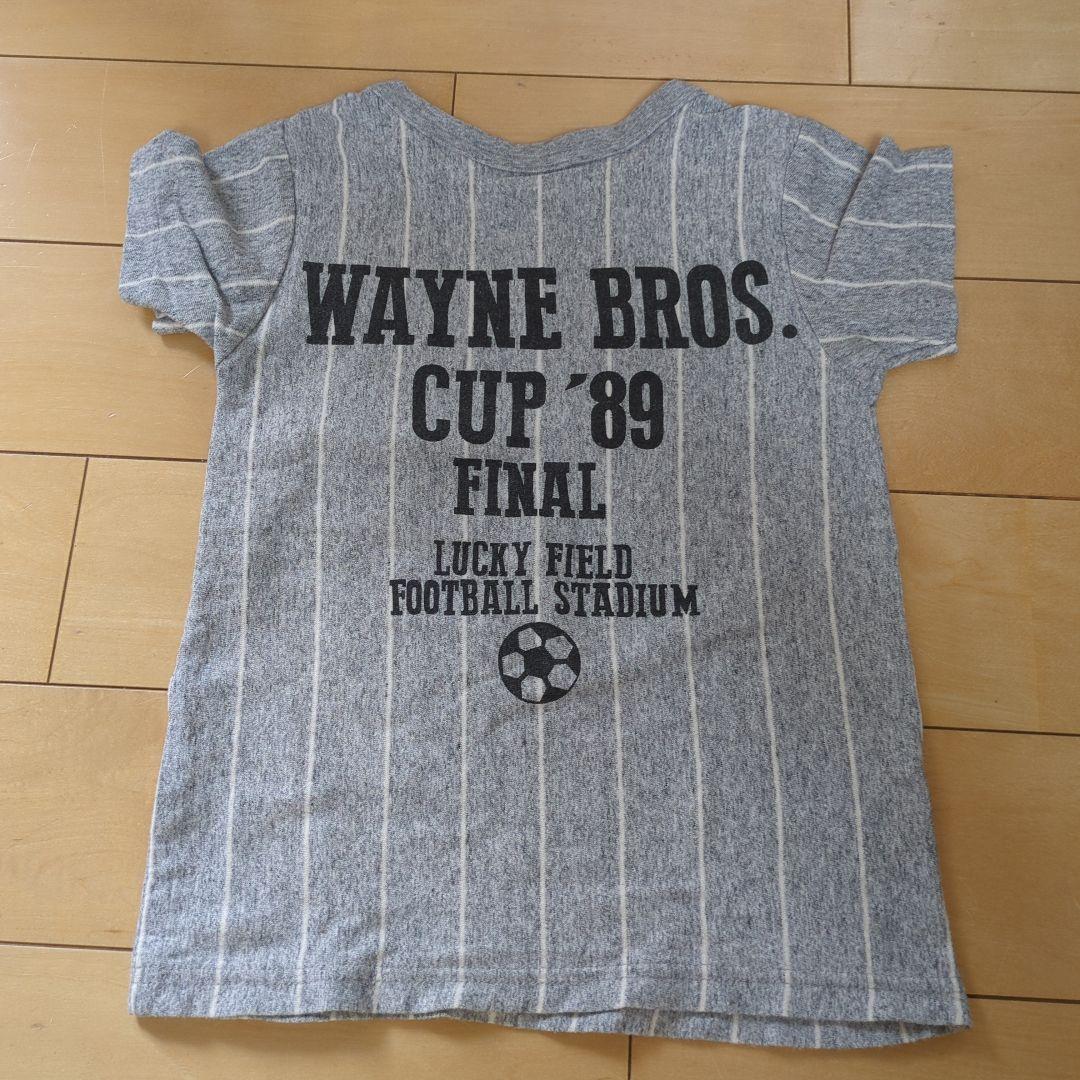 WAYNE BROS.
CUP '89
FINAL
LUCKY FIELD
FOOTBALL STADIUM